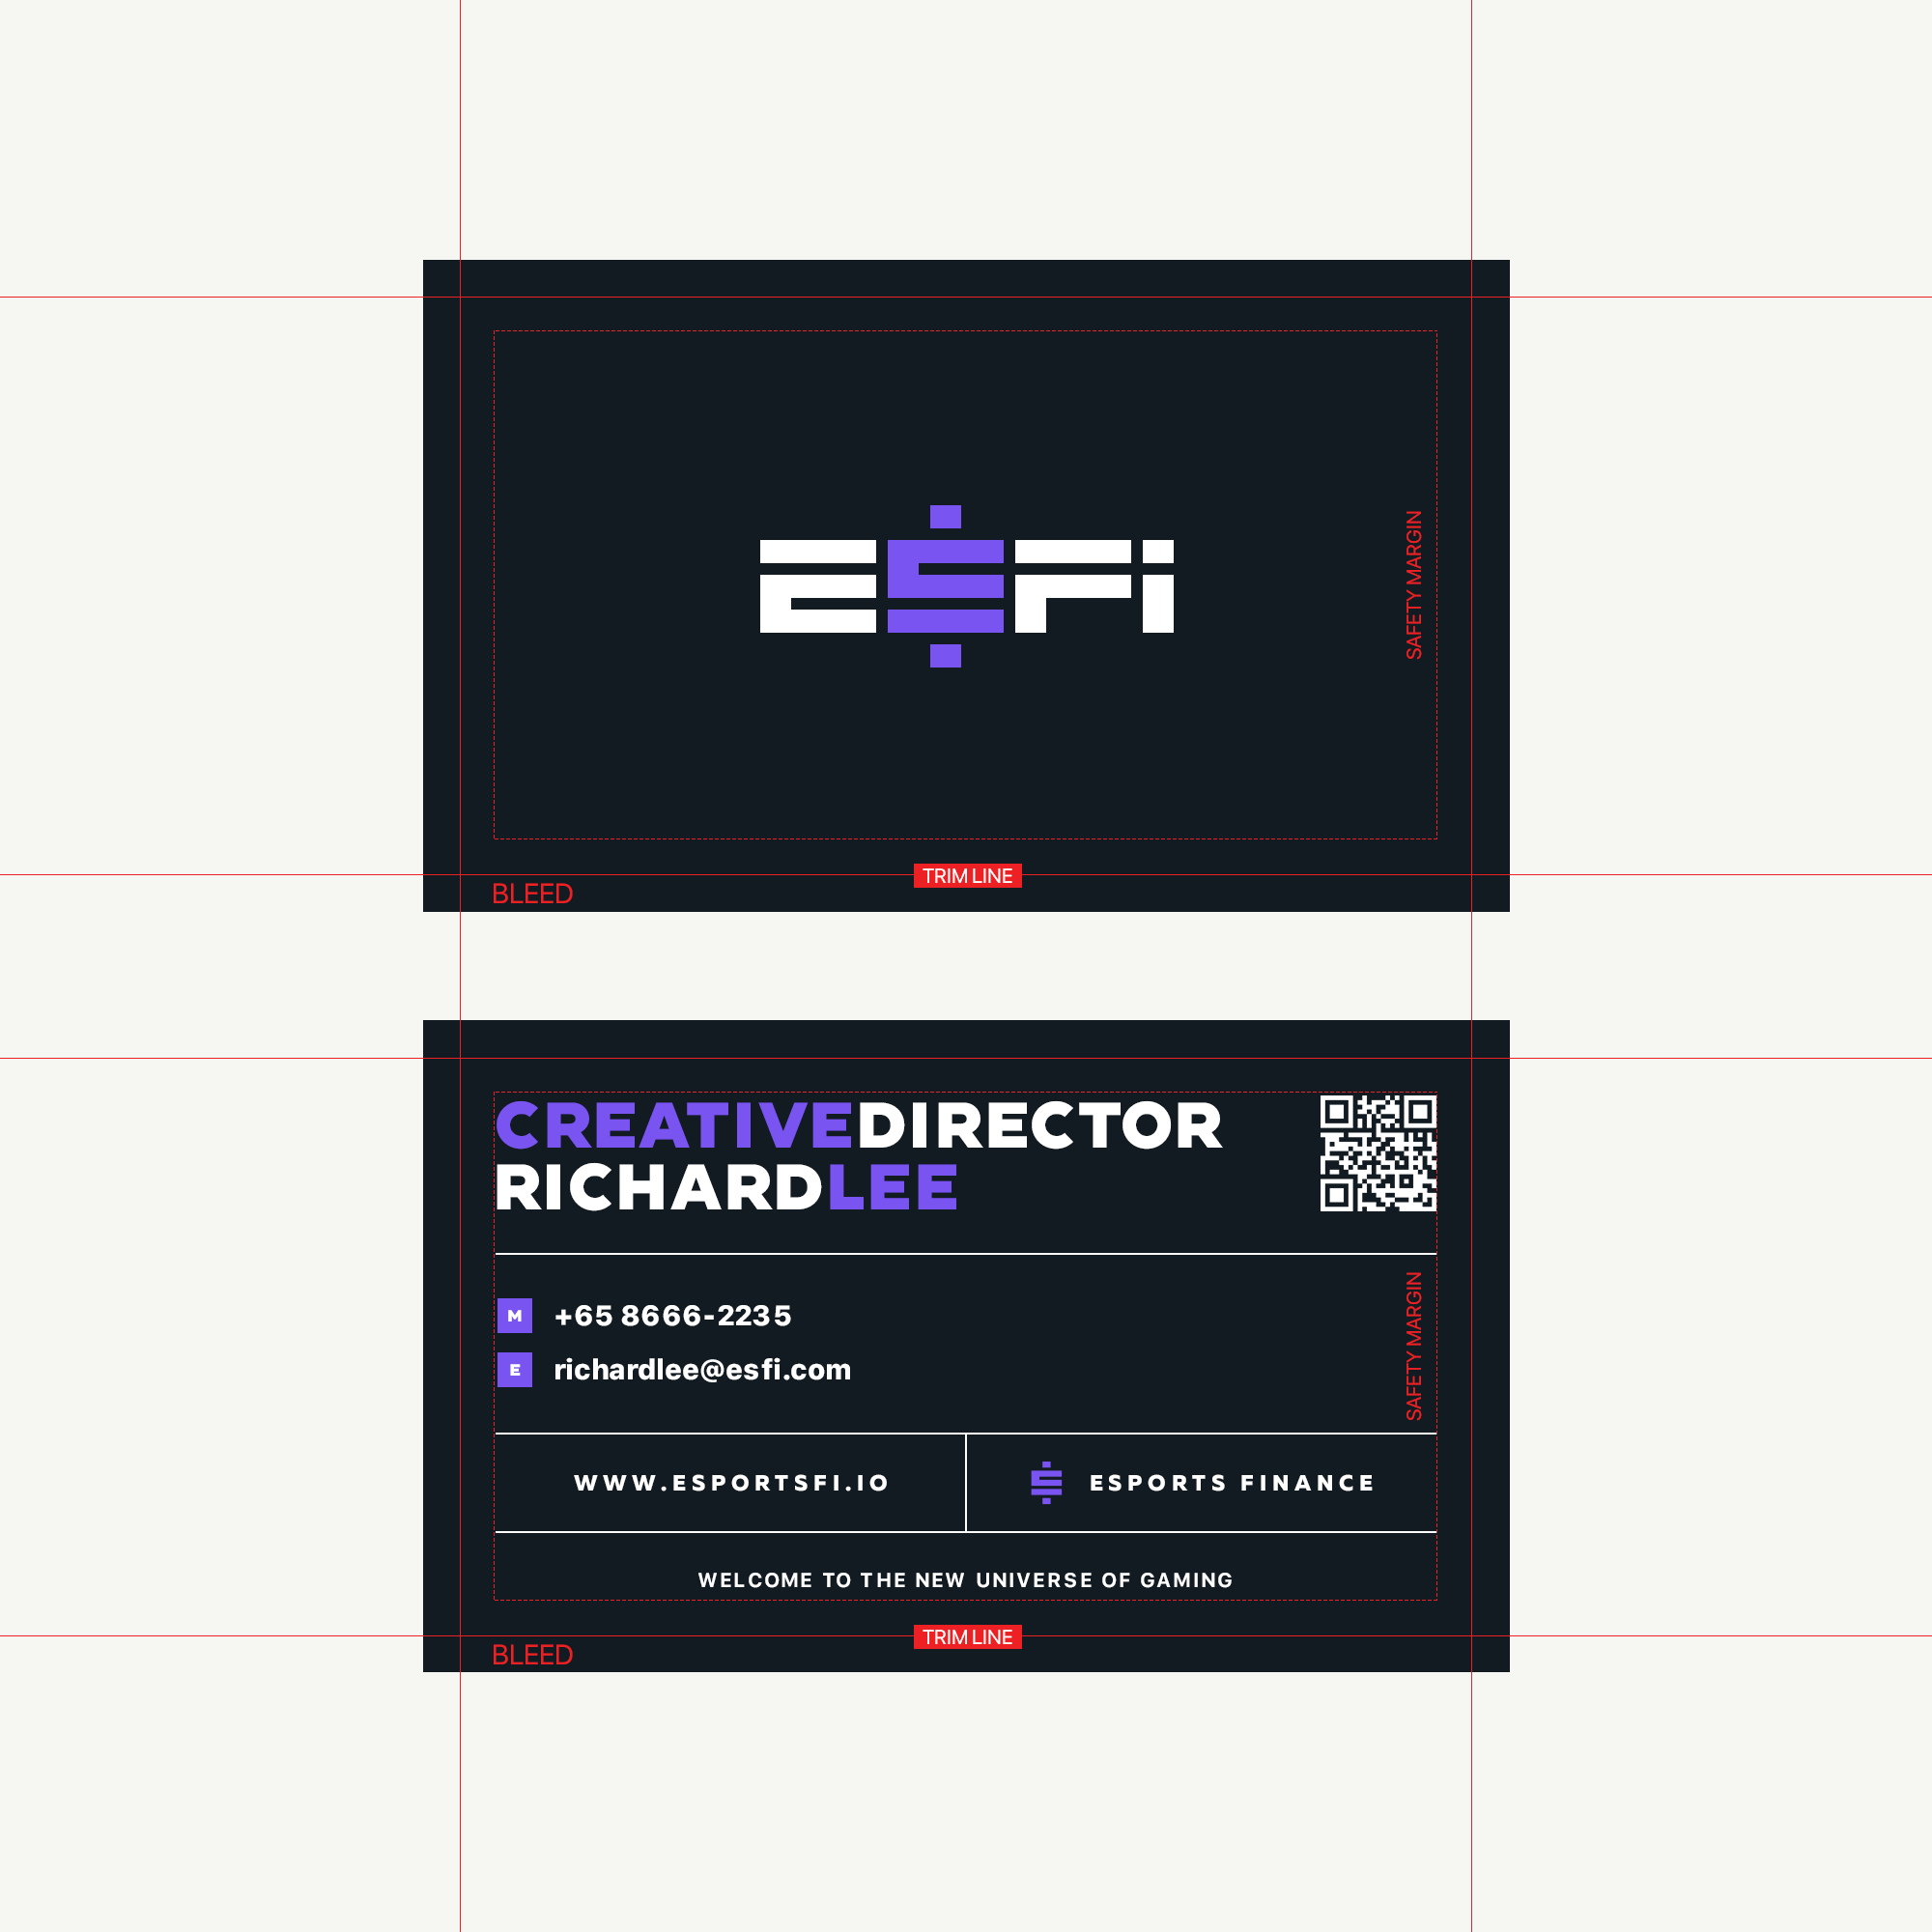 ESFi
SAFETY MARGIN
TRIM LINE
BLEED
CREATIVEDIRECTOR
RICHARDLEE
M +65 8666-2235
SAFETY MARGIN
E richardlee@esfi.com
WWW.ESPORTSFI.IO
ESPORTS FINANCE
WELCOME TO THE NEW UNIVERSE OF GAMING
TRIM LINE
BLEED